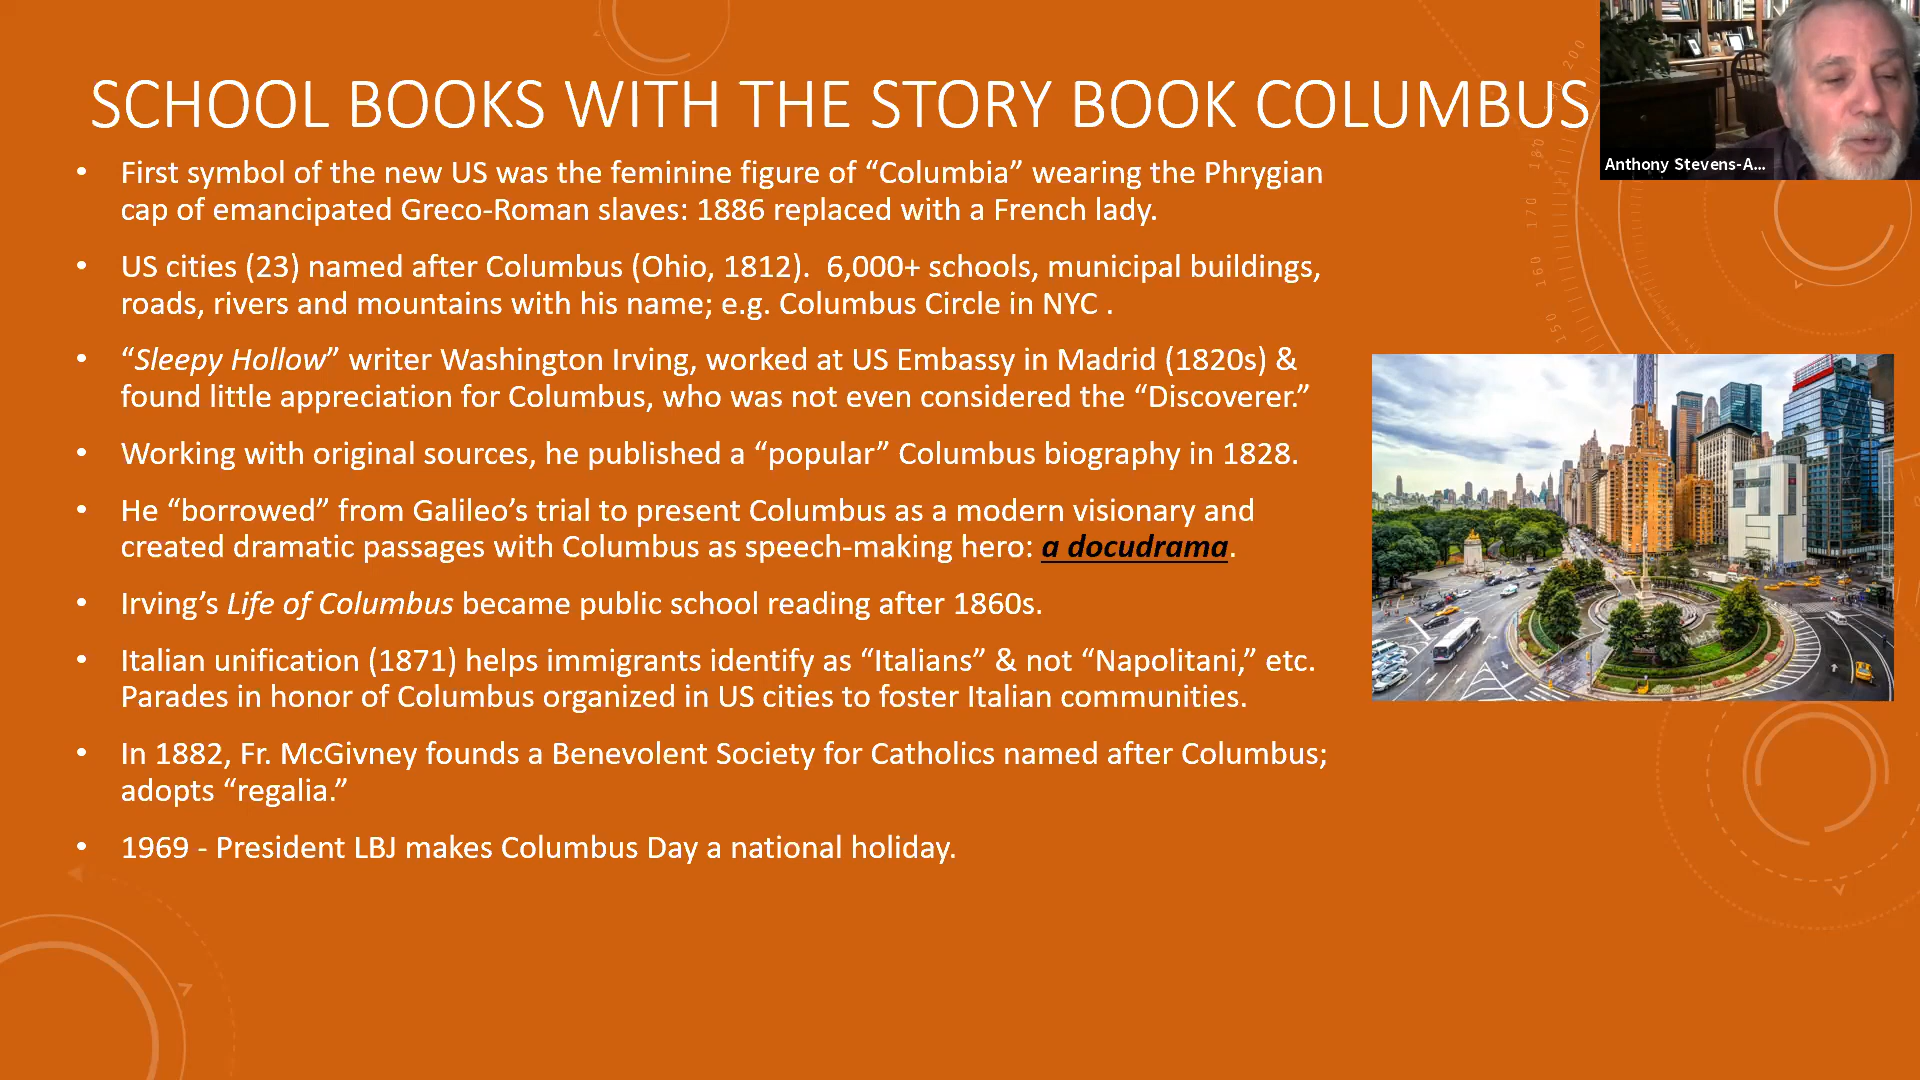 SCHOOL BOOKS WITH THE STORY BOOK COLUMBUS
Anthony Stevens-A...
• First symbol of the new US was the feminine figure of “Columbia” wearing the Phrygian
cap of emancipated Greco-Roman slaves: 1886 replaced with a French lady.
• US cities (23) named after Columbus (Ohio, 1812).  6,000+ schools, municipal buildings,
roads, rivers and mountains with his name; e.g. Columbus Circle in NYC .
• “Sleepy Hollow” writer Washington Irving, worked at US Embassy in Madrid (1820s) &
found little appreciation for Columbus, who was not even considered the “Discoverer.”
• Working with original sources, he published a “popular” Columbus biography in 1828.
• He “borrowed” from Galileo’s trial to present Columbus as a modern visionary and
created dramatic passages with Columbus as speech-making hero: a docudrama.
• Irving’s Life of Columbus became public school reading after 1860s.
• Italian unification (1871) helps immigrants identify as “Italians” & not “Napolitani,” etc.
Parades in honor of Columbus organized in US cities to foster Italian communities.
• In 1882, Fr. McGivney founds a Benevolent Society for Catholics named after Columbus;
adopts “regalia.”
• 1969 - President LBJ makes Columbus Day a national holiday.
200
180
170
160
150